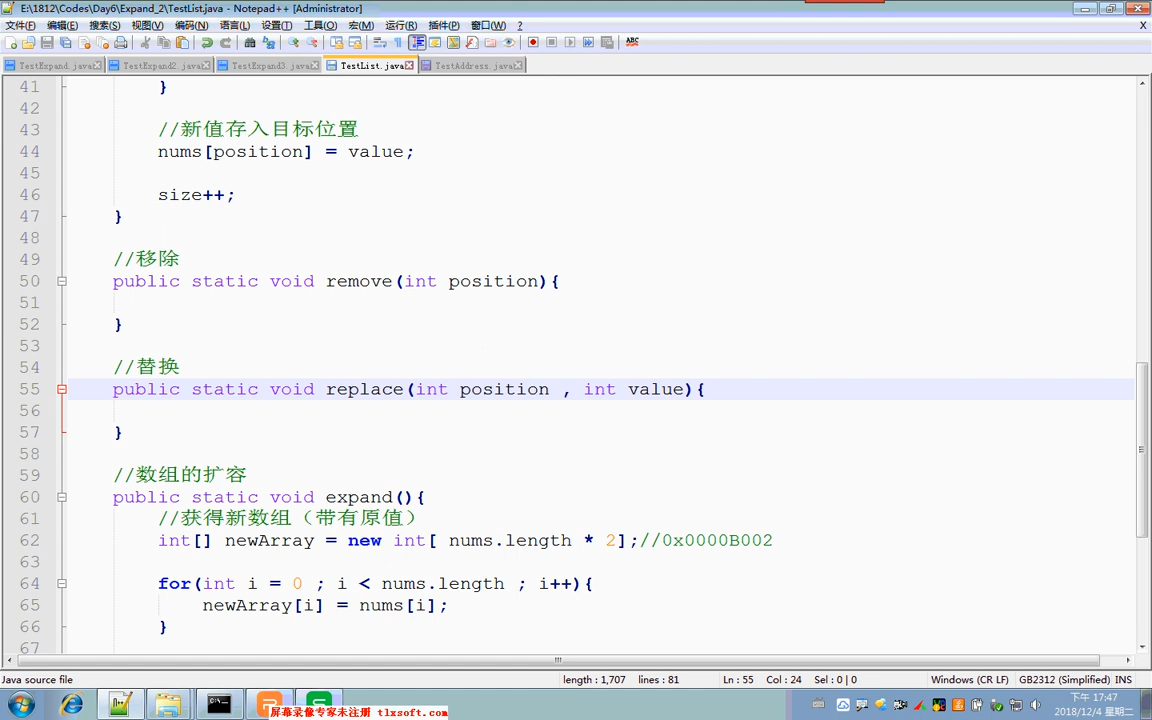 E:\1812\Codes\Day6\Expand_2\TestList.java - Notepad++ [Administrator]
文件(F) 编辑(E) 搜索(S) 视图(V) 编码(N) 语言(L) 设置(T) 工具(O) 宏(M) 运行(R) 插件(P) 窗口(W) ? X
TestExpand.java TestExpand2.java TestExpand3.java TestList.java TestAddress.java
41 }
42
43 //新值存入目标位置
44 nums[position] = value;
45
46 size++;
47 }
48
49 //移除
50 public static void remove(int position){
51
52 }
53
54 //替换
55 public static void replace(int position , int value){
56
57 }
58
59 //数组的扩容
60 public static void expand(){
61 //获得新数组（带有原值）
62 int[] newArray = new int[ nums.length * 2];//0x0000B002
63
64 for(int i = 0 ; i < nums.length ; i++){
65 newArray[i] = nums[i];
66 }
67
Java source file length : 1,707 lines : 81 Ln : 55 Col : 24 Sel : 0 | 0 Windows (CR LF) GB2312 (Simplified) INS
下午 17:47
2018/12/4 星期二
屏幕录像专家未注册 tlxsoft.com